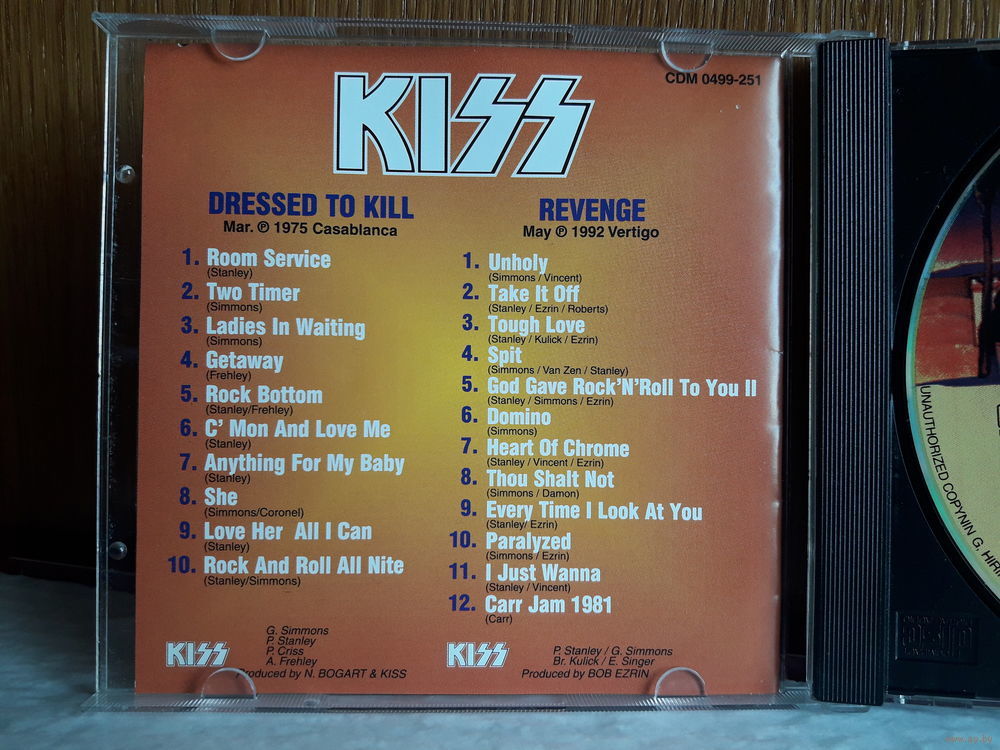 KISS
CDM 0499-251
DRESSED TO KILL
Mar. ℗ 1975 Casablanca
1. Room Service
(Stanley)
2. Two Timer
(Simmons)
3. Ladies In Waiting
(Simmons)
4. Getaway
(Frehley)
5. Rock Bottom
(Stanley/Frehley)
6. C' Mon And Love Me
(Stanley)
7. Anything For My Baby
(Stanley)
8. She
(Simmons/Coronel)
9. Love Her All I Can
(Stanley)
10. Rock And Roll All Nite
(Stanley/Simmons)
KISS
G. Simmons
P. Stanley
P. Criss
A. Frehley
Produced by N. BOGART & KISS
REVENGE
May ℗ 1992 Vertigo
1. Unholy
(Simmons / Vincent)
2. Take It Off
(Stanley / Ezrin / Roberts)
3. Tough Love
(Stanley / Kulick / Ezrin)
4. Spit
(Simmons / Van Zen / Stanley)
5. God Gave Rock'N'Roll To You II
(Stanley / Simmons / Ezrin)
6. Domino
(Simmons)
7. Heart Of Chrome
(Stanley / Vincent / Ezrin)
8. Thou Shalt Not
(Simmons / Damon)
9. Every Time I Look At You
(Stanley/ Ezrin)
10. Paralyzed
(Simmons / Ezrin)
11. I Just Wanna
(Stanley / Vincent)
12. Carr Jam 1981
(Carr)
KISS
P. Stanley / G. Simmons
Br. Kulick / E. Singer
Produced by BOB EZRIN
UNAUTHORIZED COPYNIN G, HIRIN